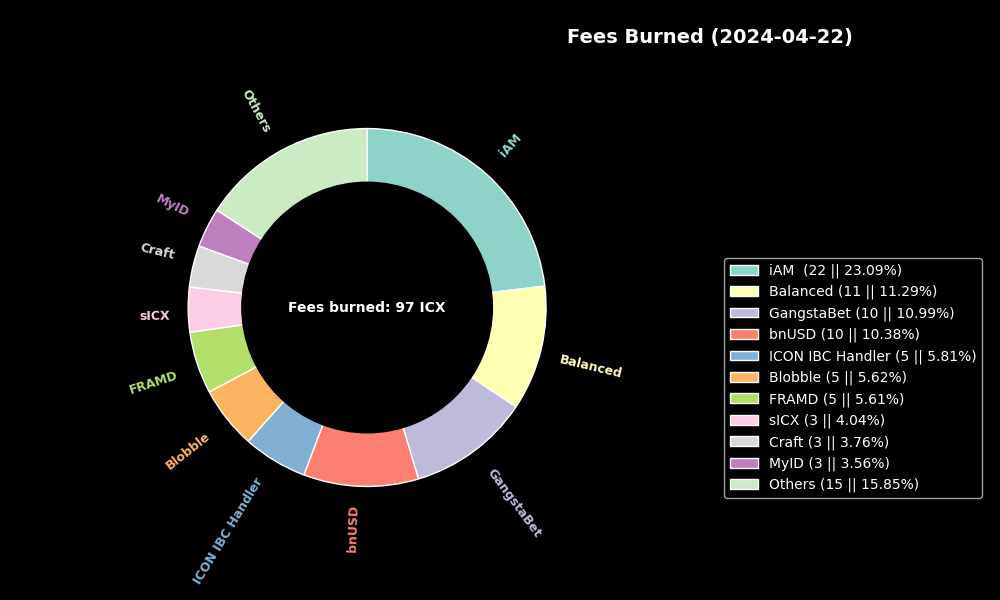 Fees Burned (2024-04-22)
Others
iAM
MyID
Craft
sICX
Fees burned: 97 ICX
FRAMD
Balanced
Blobble
GangstaBet
ICON IBC Handler
bnUSD
iAM  (22 || 23.09%)
Balanced (11 || 11.29%)
GangstaBet (10 || 10.99%)
bnUSD (10 || 10.38%)
ICON IBC Handler (5 || 5.81%)
Blobble (5 || 5.62%)
FRAMD (5 || 5.61%)
sICX (3 || 4.04%)
Craft (3 || 3.76%)
MyID (3 || 3.56%)
Others (15 || 15.85%)